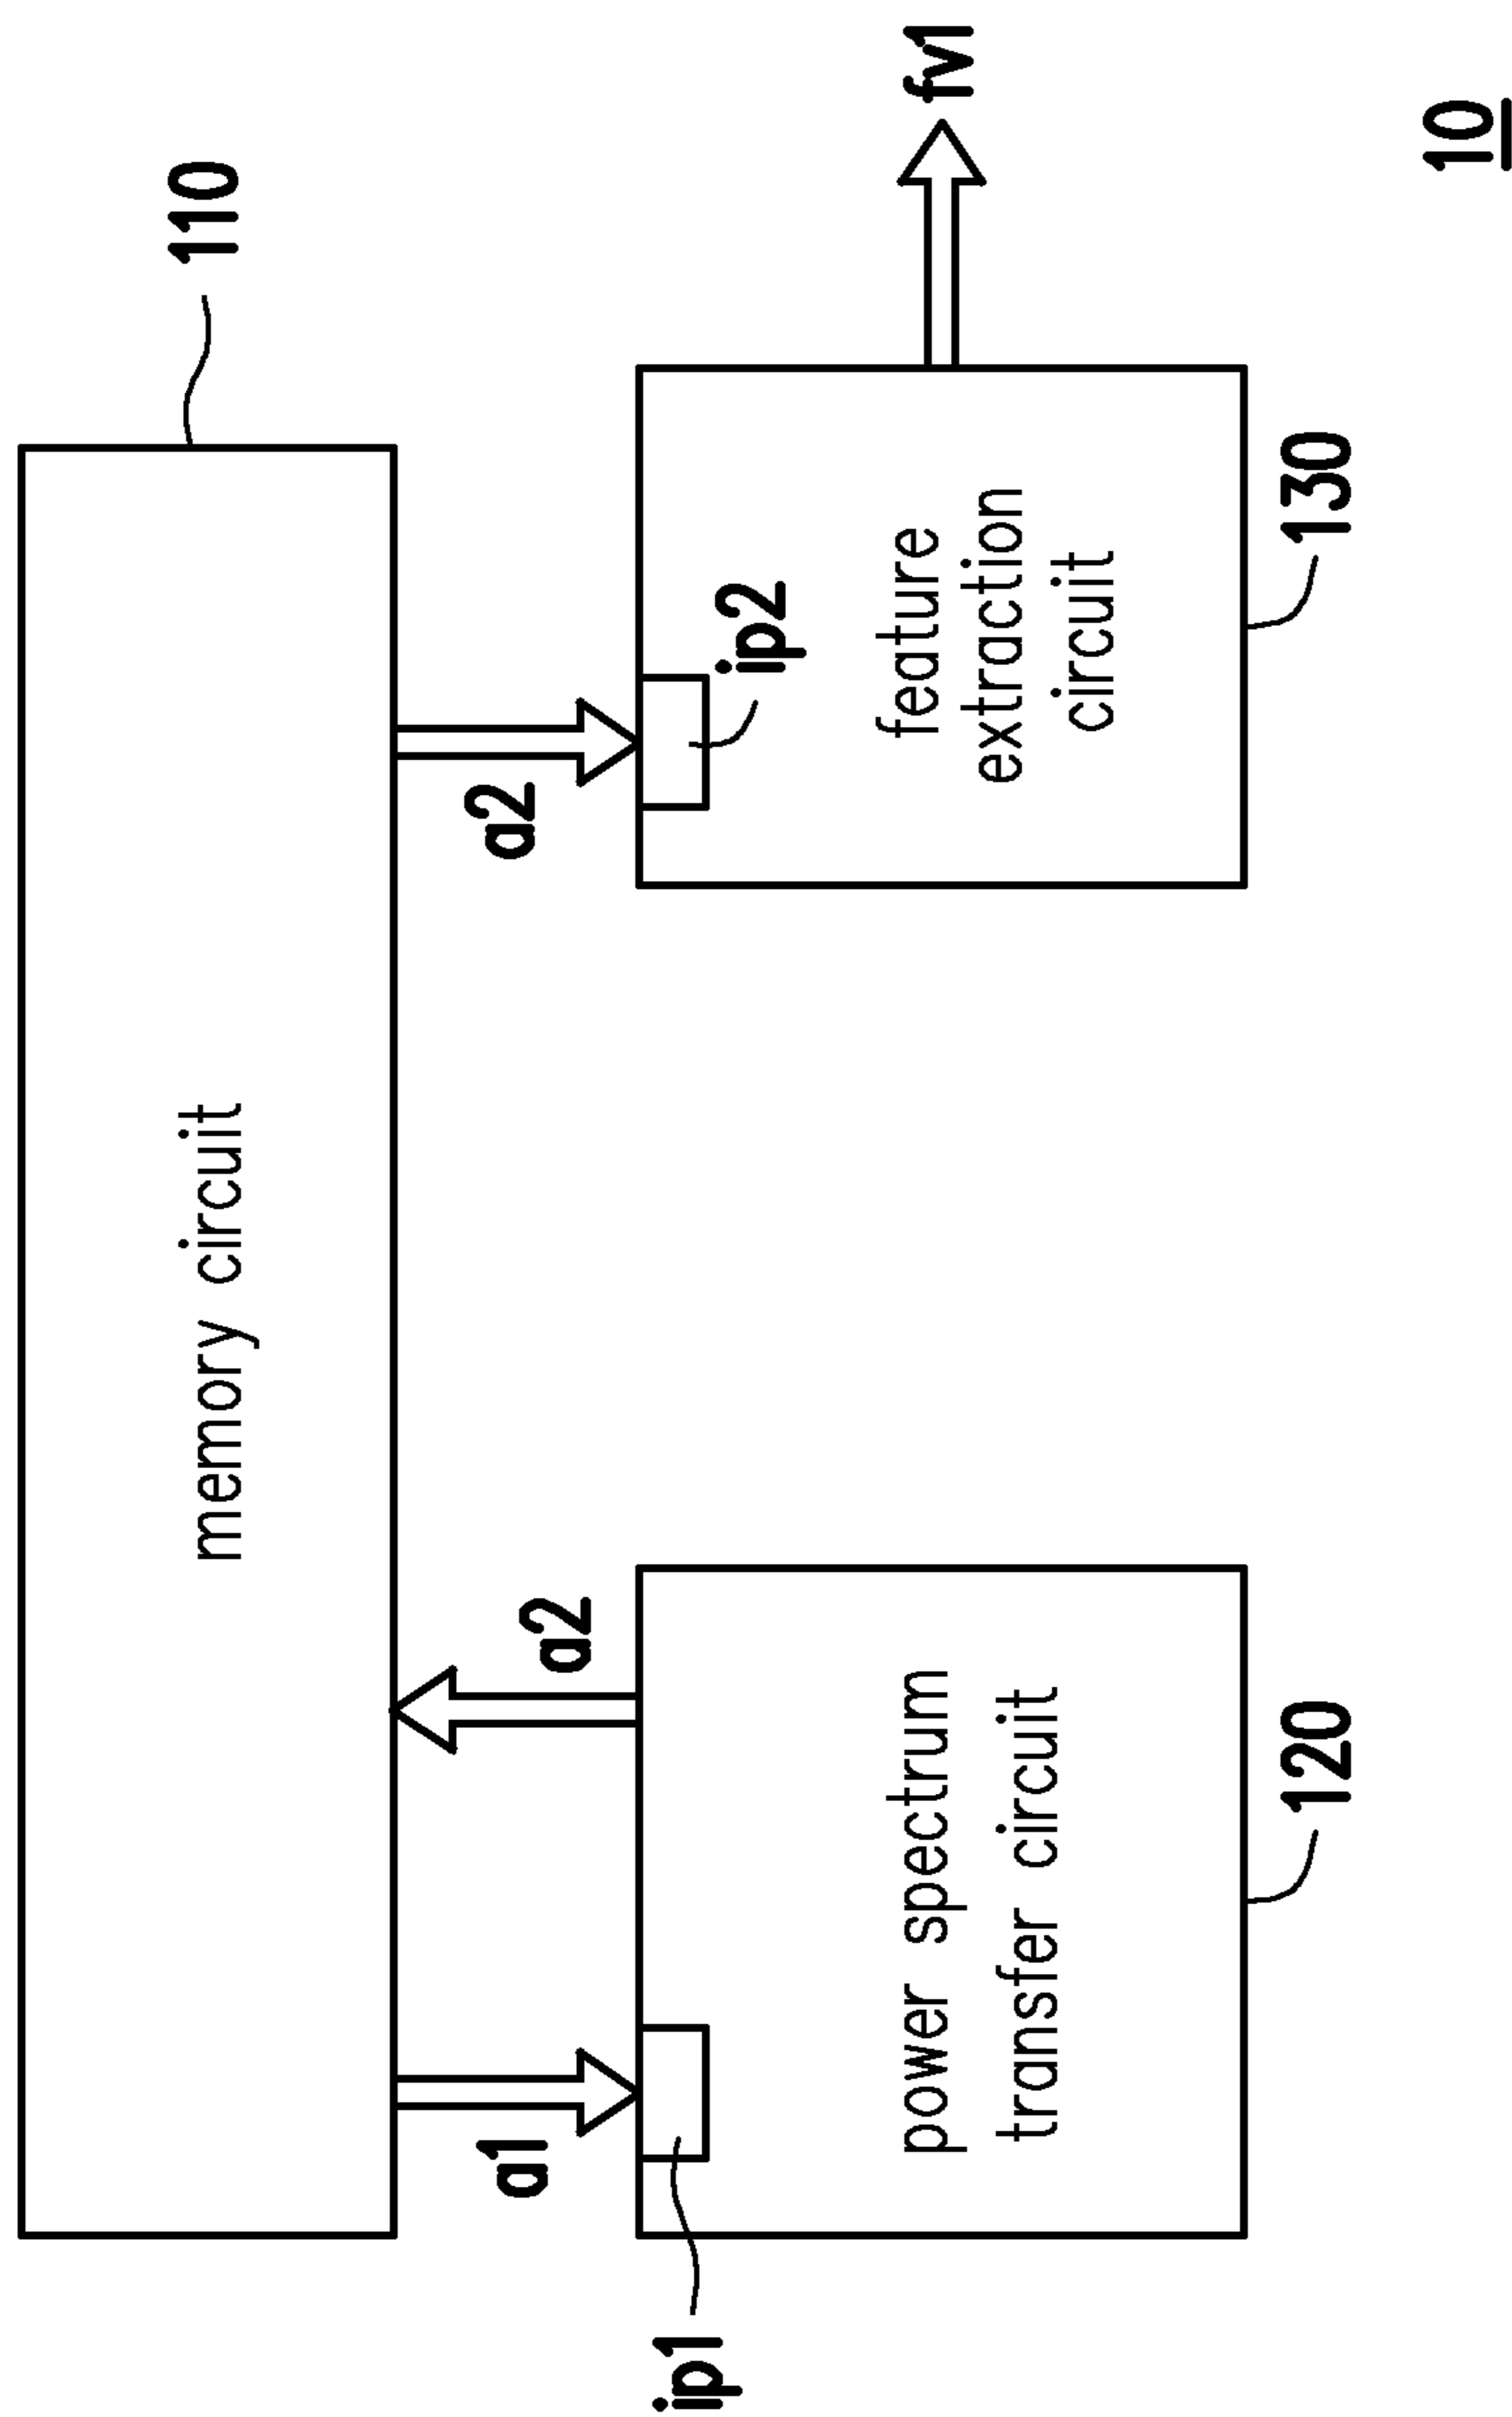 memory circuit
110
a1
a2
a2
ip1
ip2
power spectrum
transfer circuit
feature
extraction
circuit
fv1
120
130
10